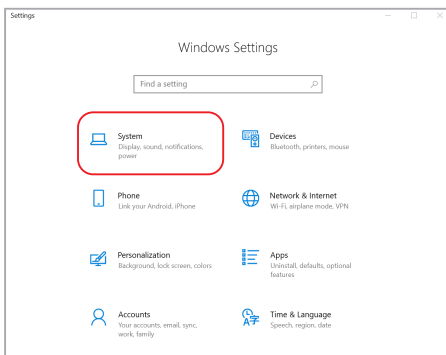 Settings
Windows Settings
Find a setting
System
Display, sound, notifications,
power
Devices
Bluetooth, printers, mouse
Phone
Link your Android, iPhone
Network & Internet
Wi-Fi, airplane mode, VPN
Personalization
Background, lock screen, colors
Apps
Uninstall, defaults, optional
features
Accounts
Your accounts, email, sync,
work, family
Time & Language
Speech, region, date